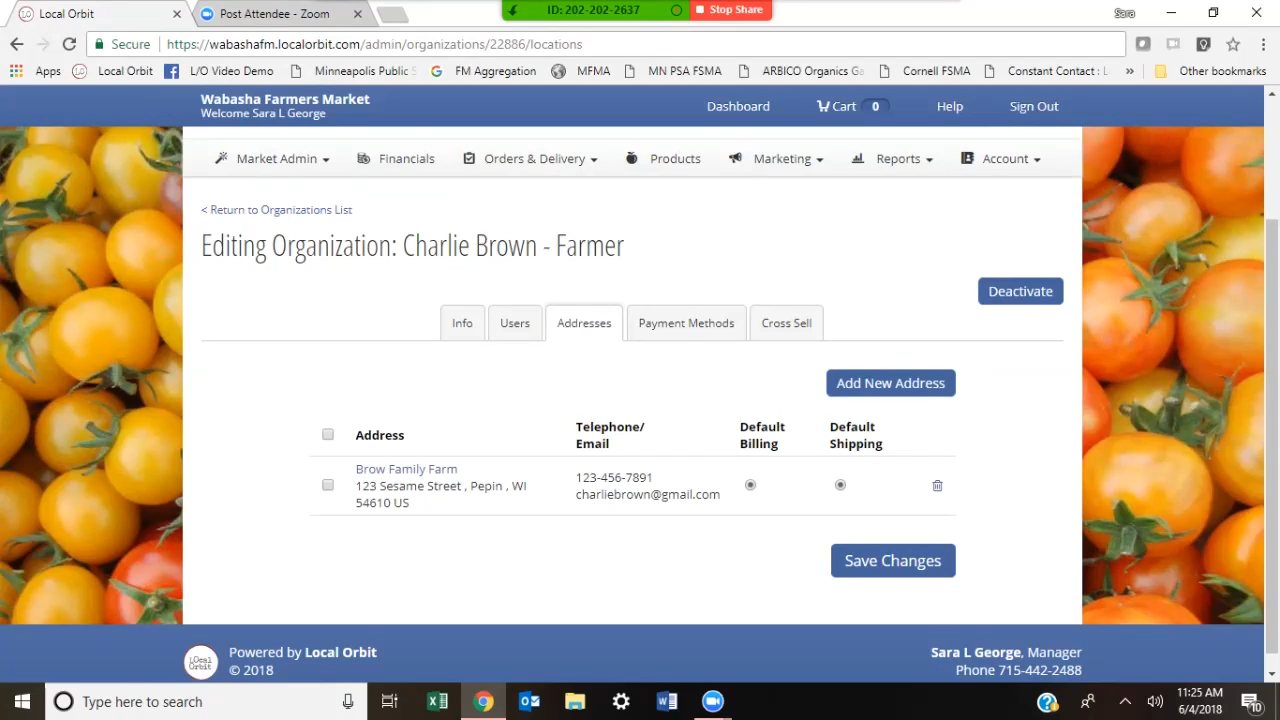 Local Orbit
Post Attendee - Zoom
ID: 202-202-2637
Stop Share
Sara
Secure
https://wabashafm.localorbit.com/admin/organizations/22886/locations
Apps
Local Orbit
L/O Video Demo
Minneapolis Public S
FM Aggregation
MFMA
MN PSA FSMA
ARBICO Organics Ga
Cornell FSMA
Constant Contact : L
»
Other bookmarks
Wabasha Farmers Market
Welcome Sara L George
Dashboard
Cart 0
Help
Sign Out
Market Admin
Financials
Orders & Delivery
Products
Marketing
Reports
Account
< Return to Organizations List
Editing Organization: Charlie Brown - Farmer
Deactivate
Info
Users
Addresses
Payment Methods
Cross Sell
Add New Address
Address
Telephone/
Email
Default
Billing
Default
Shipping
Brow Family Farm
123 Sesame Street , Pepin , WI
54610 US
123-456-7891
charliebrown@gmail.com
Save Changes
LOcal
Orbit
Powered by Local Orbit
© 2018
Sara L George, Manager
Phone 715-442-2488
Type here to search
11:25 AM
6/4/2018
10